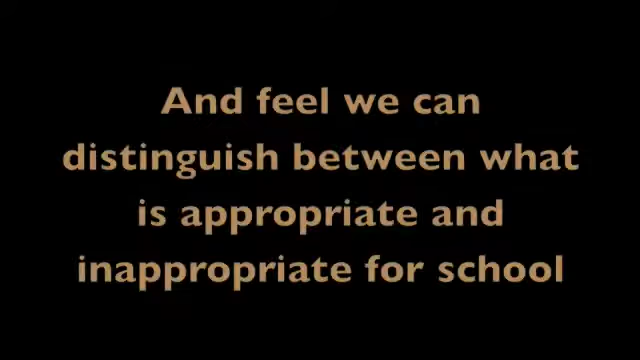 And feel we can
distinguish between what
is appropriate and
inappropriate for school